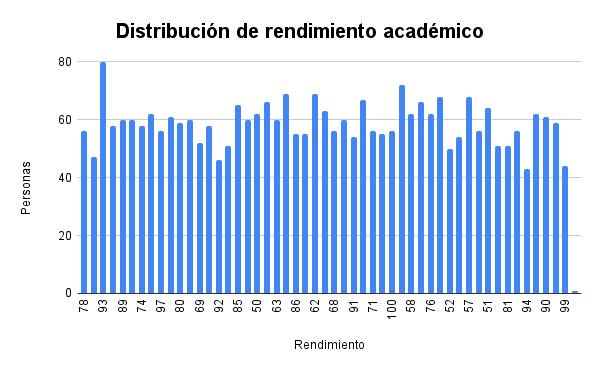 Distribución de rendimiento académico
Personas
80
60
40
20
0
78 93 89 74 97 80 69 92 85 50 63 86 62 68 91 71 100 58 76 52 57 51 81 94 90 99
Rendimiento